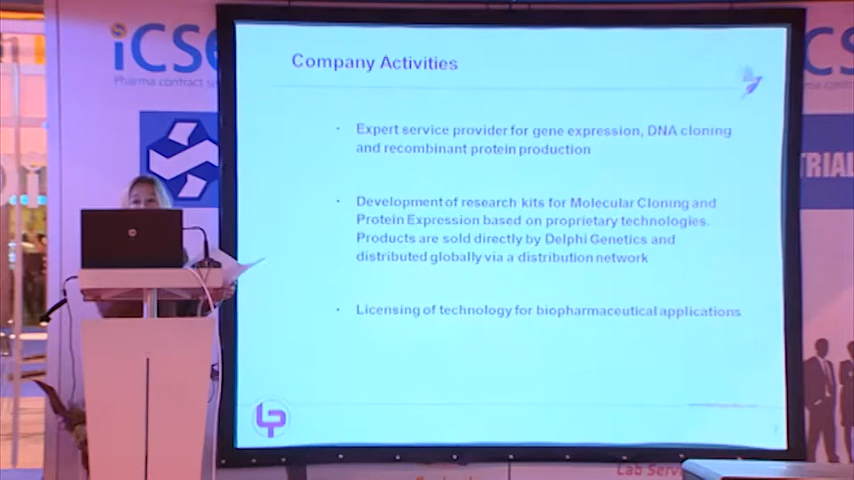 iCSE
Pharma contract
Company Activities
· Expert service provider for gene expression, DNA cloning
and recombinant protein production
· Development of research kits for Molecular Cloning and
Protein Expression based on proprietary technologies.
Products are sold directly by Delphi Genetics and
distributed globally via a distribution network
· Licensing of technology for biopharmaceutical applications
hp
CS
TRIAL
Lab Serv